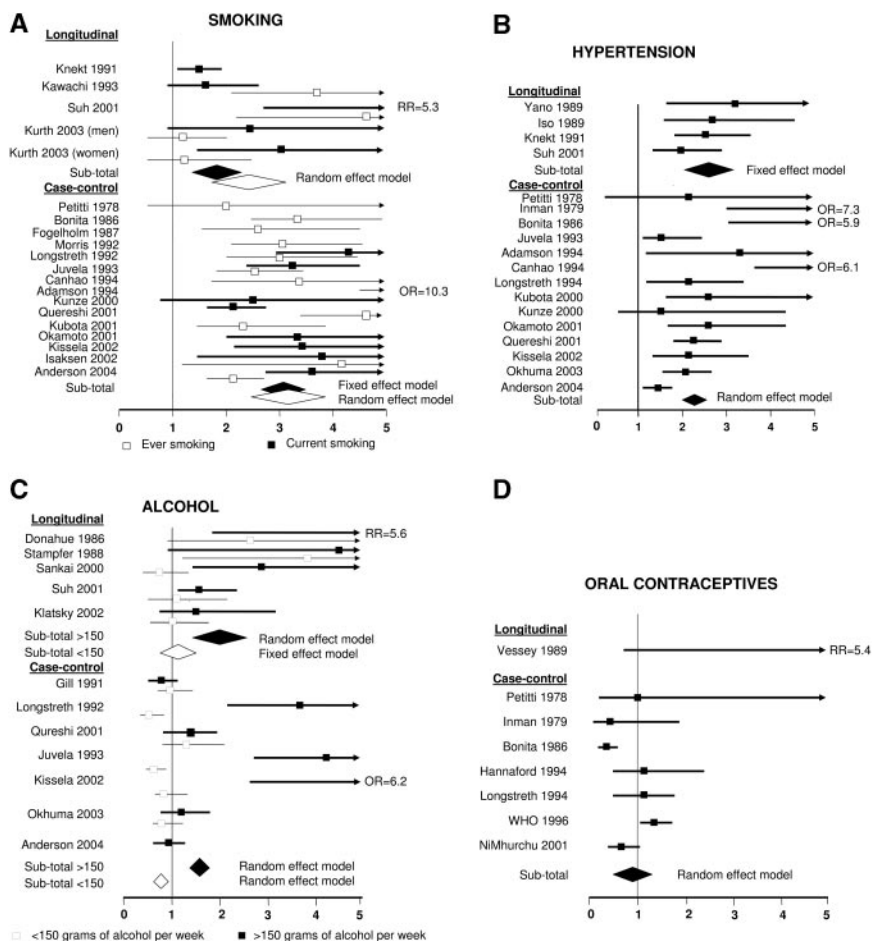 A
SMOKING
Longitudinal
Knekt 1991
Kawachi 1993
Suh 2001
RR=5.3
Kurth 2003 (men)
Kurth 2003 (women)
Sub-total
Random effect model
Case-control
Petitti 1978
Bonita 1986
Fogelholm 1987
Morris 1992
Longstreth 1992
Juvela 1993
Canhao 1994
Adamson 1994
OR=10.3
Kunze 2000
Quereshi 2001
Kubota 2001
Okamoto 2001
Kissela 2002
Isaksen 2002
Anderson 2004
Sub-total
Fixed effect model
Random effect model
0 1 2 3 4 5
Ever smoking
Current smoking
B
HYPERTENSION
Longitudinal
Yano 1989
Iso 1989
Knekt 1991
Suh 2001
Sub-total
Fixed effect model
Case-control
Petitti 1978
Inman 1979
OR=7.3
Bonita 1986
OR=5.9
Juvela 1993
Adamson 1994
Canhao 1994
OR=6.1
Longstreth 1994
Kubota 2000
Kunze 2000
Okamoto 2001
Quereshi 2001
Kissela 2002
Okhuma 2003
Anderson 2004
Sub-total
Random effect model
0 1 2 3 4 5
C
ALCOHOL
Longitudinal
RR=5.6
Donahue 1986
Stampfer 1988
Sankai 2000
Suh 2001
Klatsky 2002
Sub-total >150
Random effect model
Sub-total <150
Fixed effect model
Case-control
Gill 1991
Longstreth 1992
Qureshi 2001
Juvela 1993
Kissela 2002
OR=6.2
Okhuma 2003
Anderson 2004
Sub-total >150
Random effect model
Sub-total <150
Random effect model
0 1 2 3 4 5
<150 grams of alcohol per week
>150 grams of alcohol per week
D
ORAL CONTRACEPTIVES
Longitudinal
Vessey 1989
RR=5.4
Case-control
Petitti 1978
Inman 1979
Bonita 1986
Hannaford 1994
Longstreth 1994
WHO 1996
NiMhurchu 2001
Sub-total
Random effect model
0 1 2 3 4 5